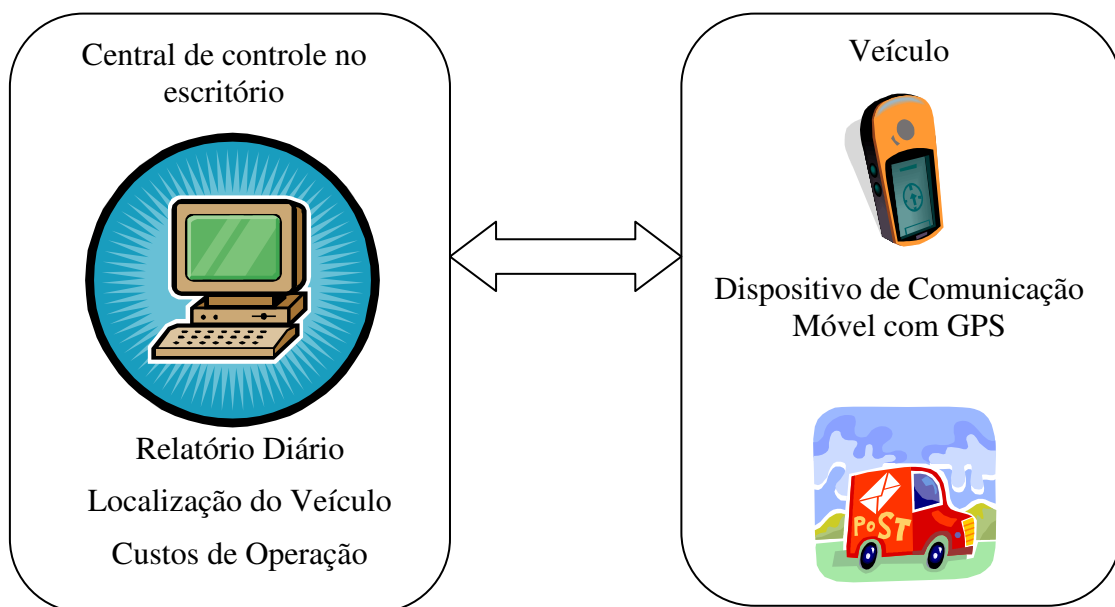 Central de controle no
escritório
Relatório Diário
Localização do Veículo
Custos de Operação
Veículo
Dispositivo de Comunicação
Móvel com GPS
POST